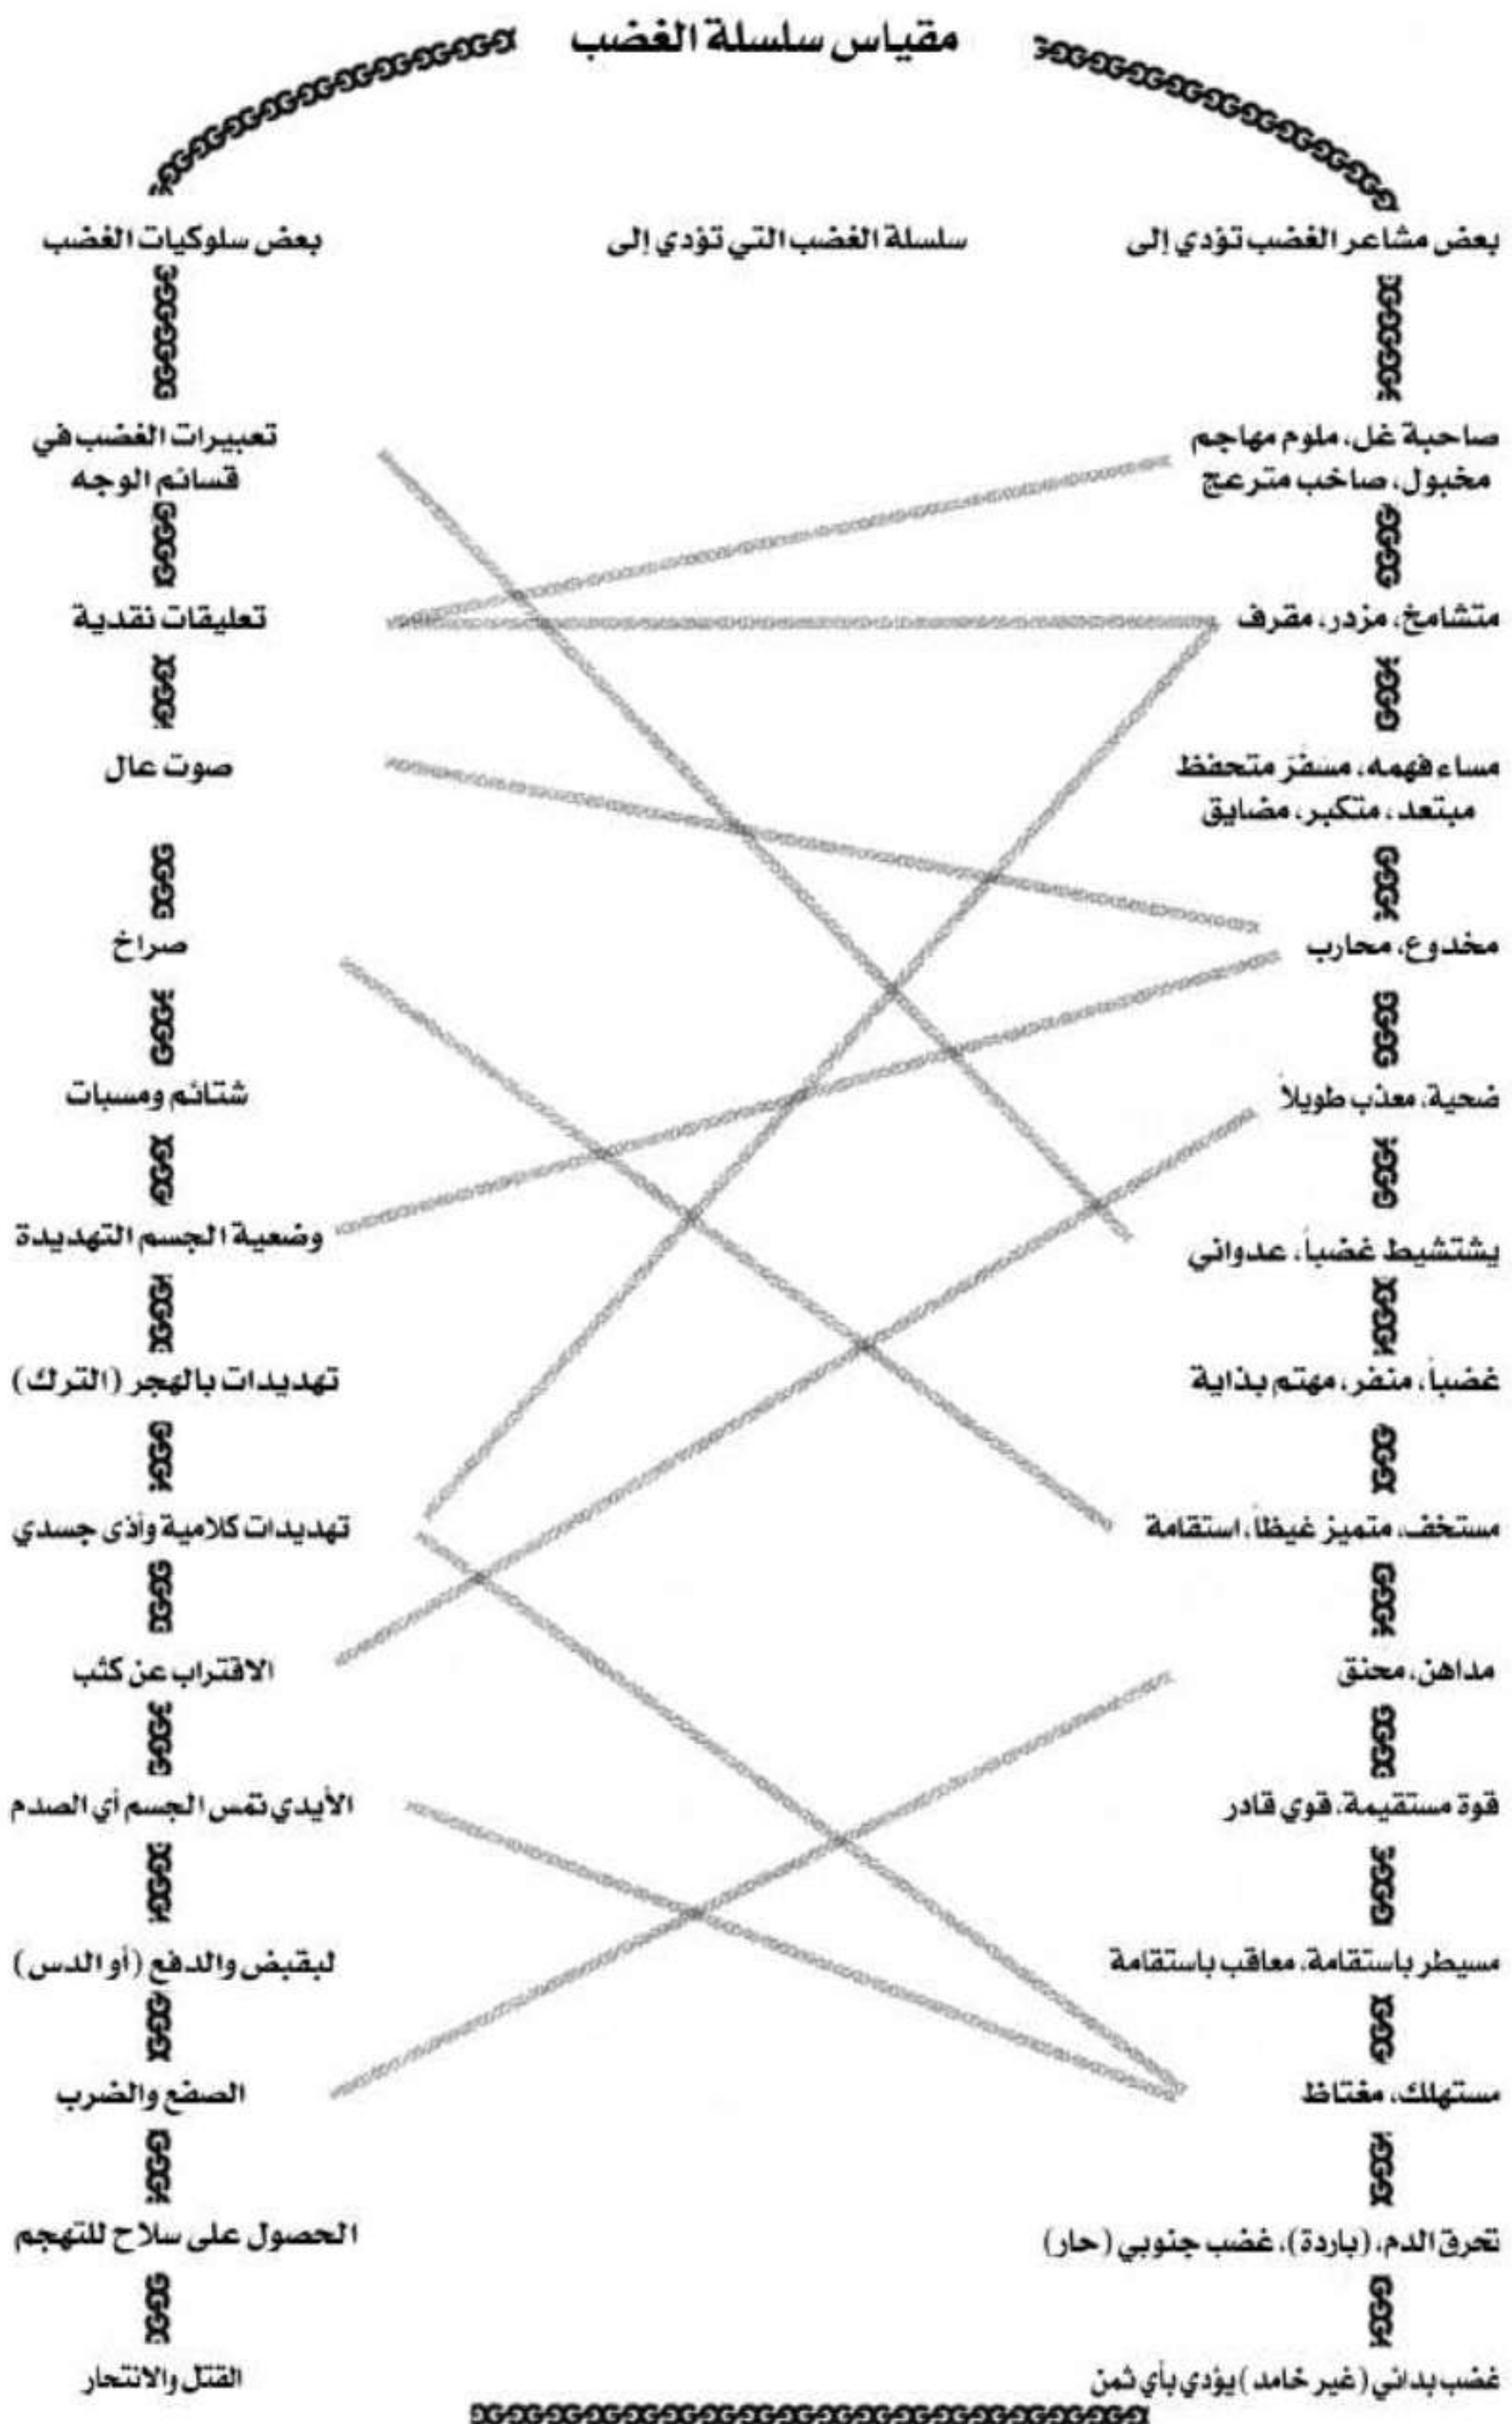 مقياس سلسلة الغضب
بعض مشاعر الغضب تؤدي إلى
سلسلة الغضب التي تؤدي إلى
بعض سلوكيات الغضب
صاحبة غل، ملوم مهاجم
مخبول، صاخب مترعج
تعبيرات الغضب في
قسائم الوجه
متشامخ، مزدر، مقرف
تعليقات نقدية
مساء فهمه، مسفز متحفظ
مبتعد، متكبر، مضايق
صوت عال
مخدوع، محارب
صراخ
ضحية، معذب طويلاً
شتائم ومسبات
يشتشيط غضباً، عدواني
وضعية الجسم التهديدة
غضباً، منفر، مهتم بذاية
تهديدات بالهجر (الترك)
مستخف، متميز غيظاً، استقامة
تهديدات كلامية وأذى جسدي
مداهن، محنق
الاقتراب عن كثب
قوة مستقيمة، قوي قادر
الأيدي تمس الجسم أي الصدم
مسيطر باستقامة، معاقب باستقامة
لبقبض والدفع (أو الدس)
مستهلك، مغتاظ
الصفع والضرب
تحرق الدم، (باردة)، غضب جنوبي (حار)
الحصول على سلاح للتهجم
غضب بدائي (غير خامد) يؤدي بأي ثمن
القتل والانتحار